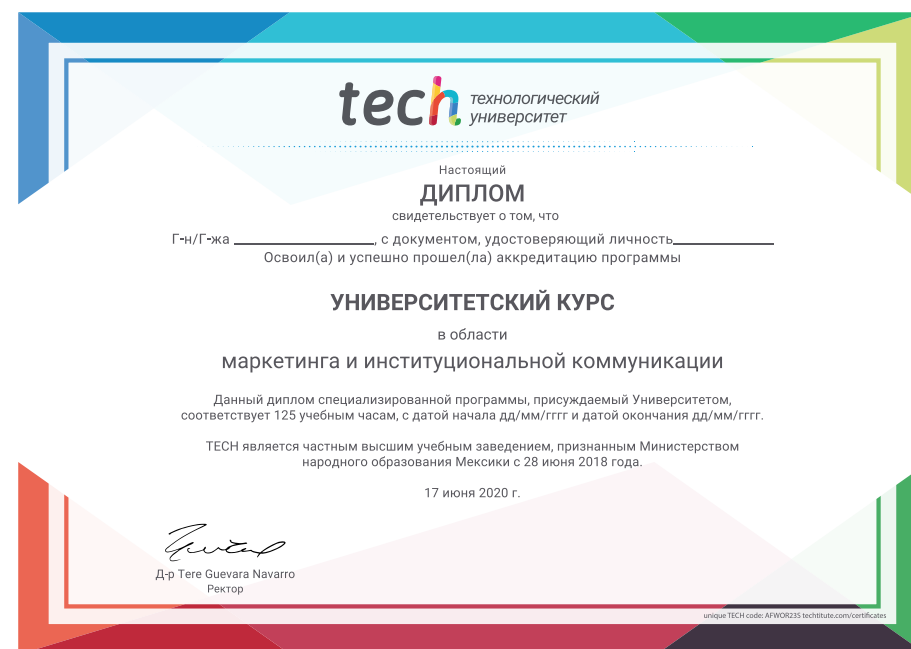 tech технологический
университет
Настоящий
ДИПЛОМ
свидетельствует о том, что
Г-н/Г-жа ____________________, с документом, удостоверяющий личность______________
Освоил(а) и успешно прошел(ла) аккредитацию программы
УНИВЕРСИТЕТСКИЙ КУРС
в области
маркетинга и институциональной коммуникации
Данный диплом специализированной программы, присуждаемый Университетом,
соответствует 125 учебным часам, с датой начала дд/мм/гггг и датой окончания дд/мм/гггг.
TECH является частным высшим учебным заведением, признанным Министерством
народного образования Мексики с 28 июня 2018 года.
17 июня 2020 г.
Д-р Tere Guevara Navarro
Ректор
unique TECH code: AFWOR23S techtitute.com/certificates